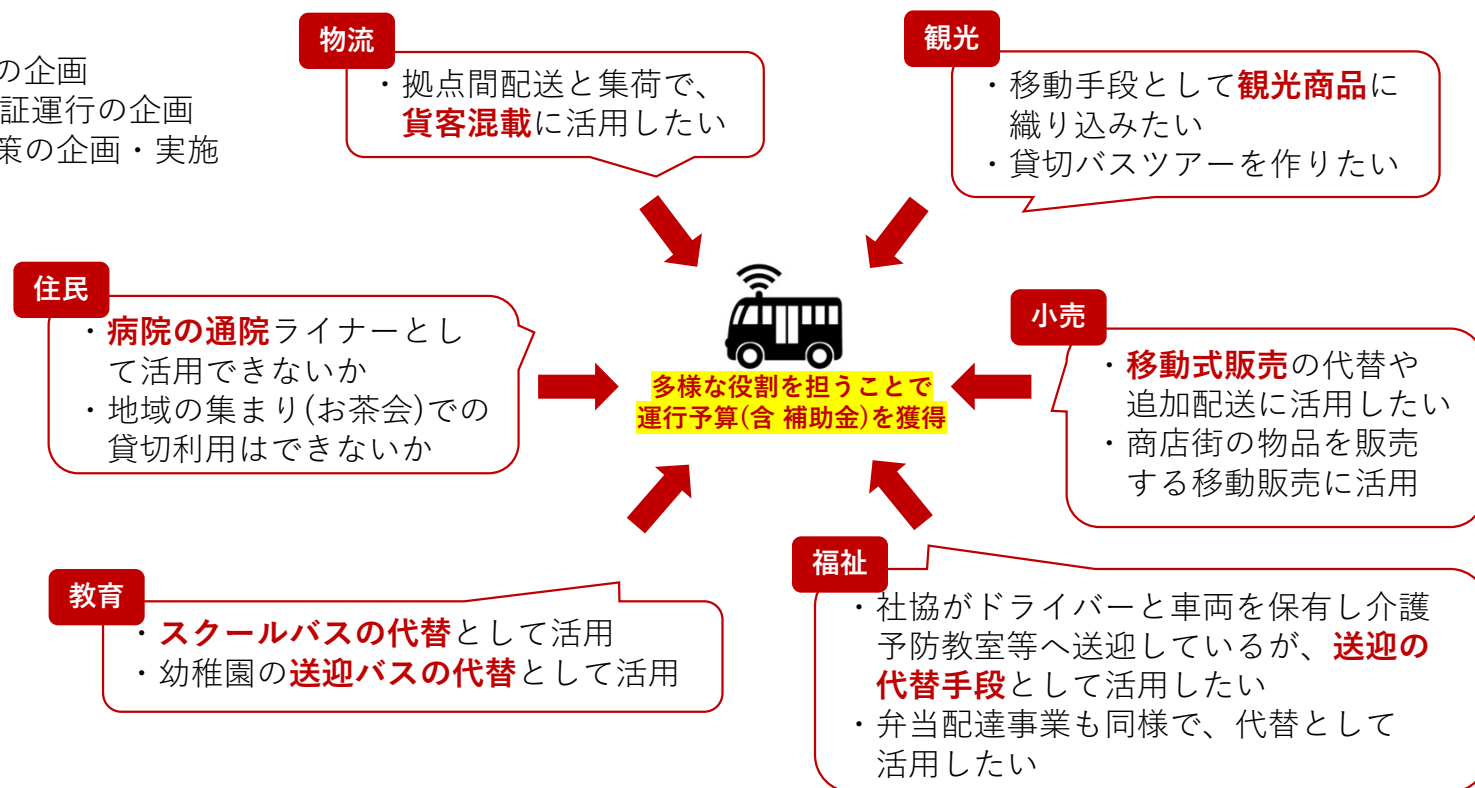 の企画
証運行の企画
策の企画・実施
物流
・拠点間配送と集荷で、
貨客混載に活用したい
観光
・移動手段として観光商品に
織り込みたい
・貸切バスツアーを作りたい
住民
・病院の通院ライナーとし
て活用できないか
・地域の集まり(お茶会)での
貸切利用はできないか
多様な役割を担うことで
運行予算(含 補助金)を獲得
小売
・移動式販売の代替や
追加配送に活用したい
・商店街の物品を販売
する移動販売に活用
教育
・スクールバスの代替として活用
・幼稚園の送迎バスの代替として活用
福祉
・社協がドライバーと車両を保有し介護
予防教室等へ送迎しているが、送迎の
代替手段として活用したい
・弁当配達事業も同様で、代替として
活用したい